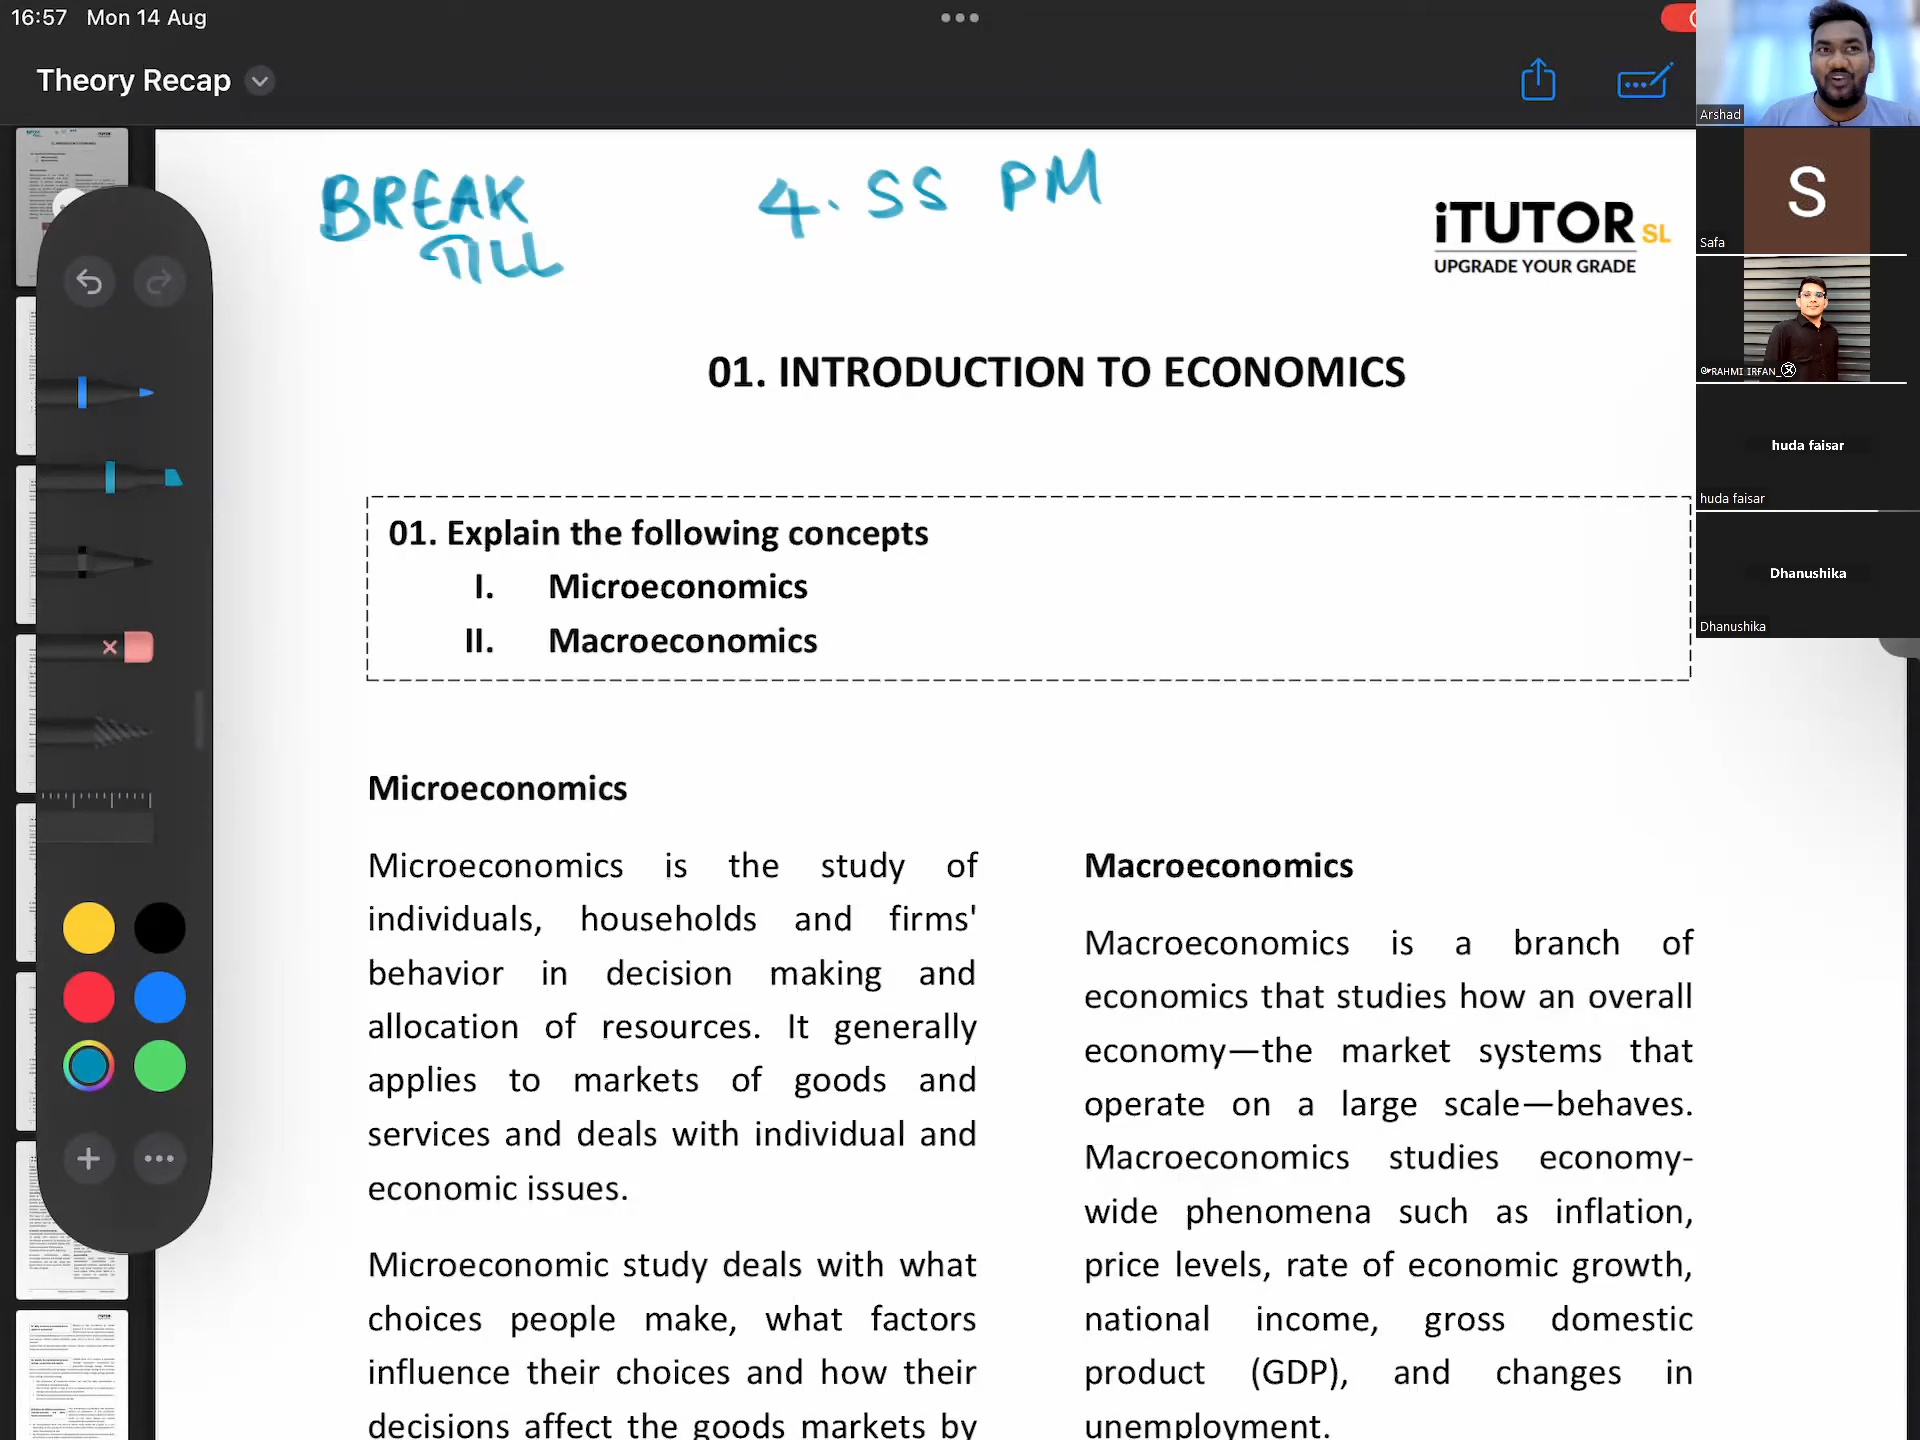 16:57 Mon 14 Aug
Theory Recap
BREAK TILL 4.55 PM
iTUTOR SL
UPGRADE YOUR GRADE
01. INTRODUCTION TO ECONOMICS
01. Explain the following concepts
I. Microeconomics
II. Macroeconomics
Microeconomics
Microeconomics is the study of
individuals, households and firms'
behavior in decision making and
allocation of resources. It generally
applies to markets of goods and
services and deals with individual and
economic issues.
Microeconomic study deals with what
choices people make, what factors
influence their choices and how their
decisions affect the goods markets by
Macroeconomics
Macroeconomics is a branch of
economics that studies how an overall
economy—the market systems that
operate on a large scale—behaves.
Macroeconomics studies economy-
wide phenomena such as inflation,
price levels, rate of economic growth,
national income, gross domestic
product (GDP), and changes in
unemployment.
Arshad
S
Safa
RAHMI IRFAN_
huda faisar
huda faisar
Dhanushika
Dhanushika